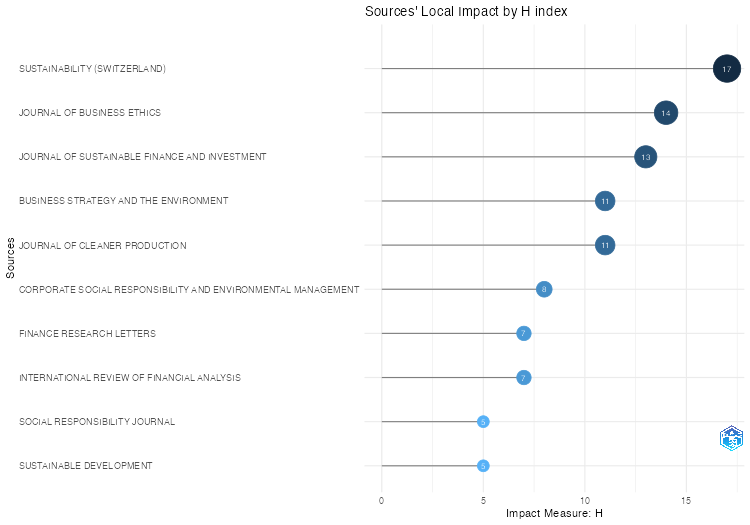 Sources' Local Impact by H index
SUSTAINABILITY (SWITZERLAND)
17
JOURNAL OF BUSINESS ETHICS
14
JOURNAL OF SUSTAINABLE FINANCE AND INVESTMENT
13
BUSINESS STRATEGY AND THE ENVIRONMENT
11
JOURNAL OF CLEANER PRODUCTION
11
CORPORATE SOCIAL RESPONSIBILITY AND ENVIRONMENTAL MANAGEMENT
8
FINANCE RESEARCH LETTERS
7
INTERNATIONAL REVIEW OF FINANCIAL ANALYSIS
7
SOCIAL RESPONSIBILITY JOURNAL
5
SUSTAINABLE DEVELOPMENT
5
Sources
0 5 10 15
Impact Measure: H